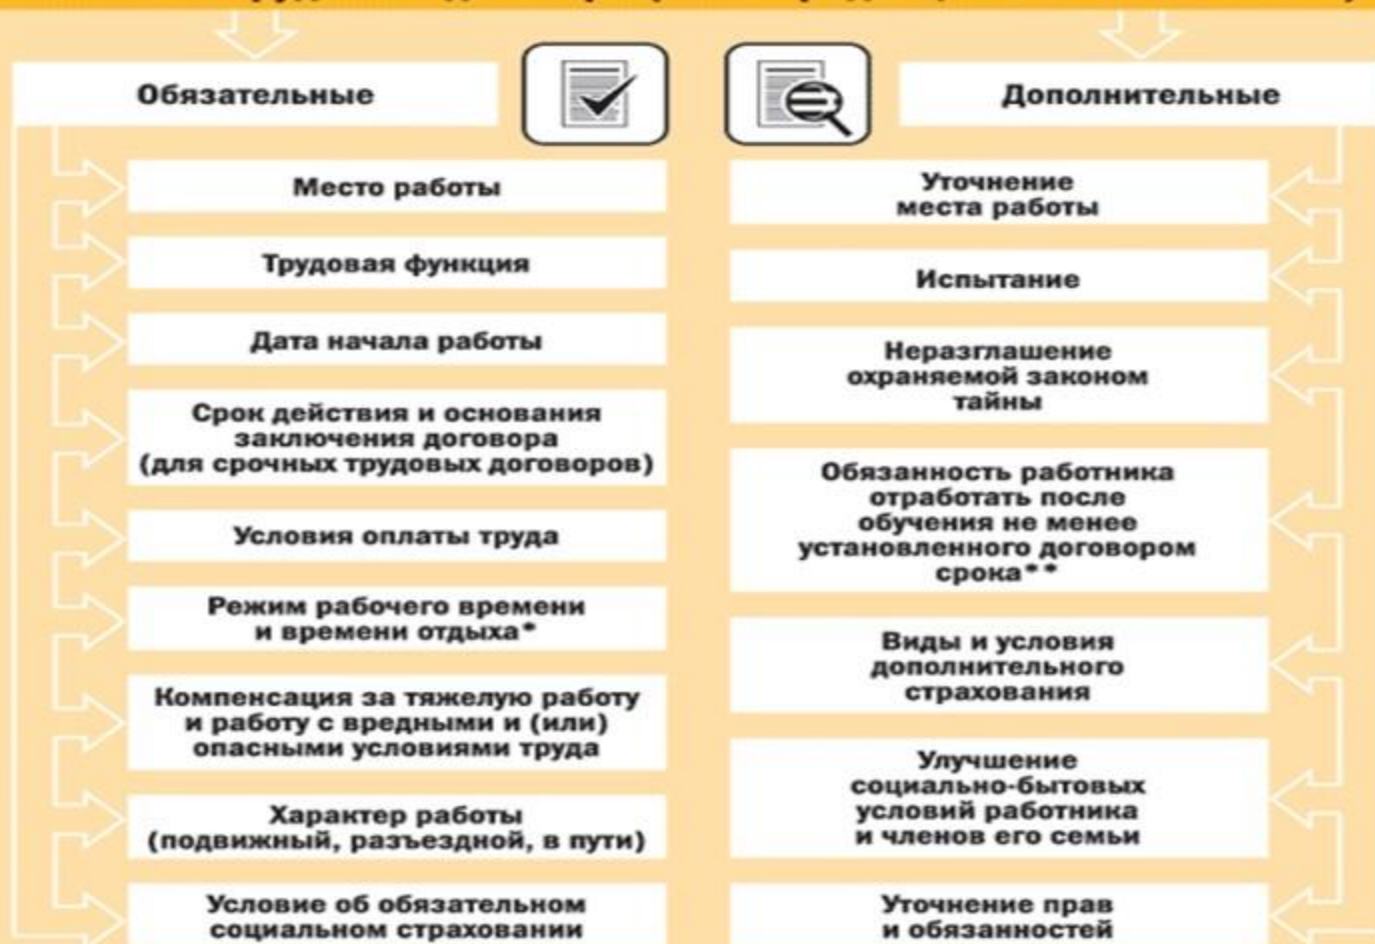 Обязательные
Место работы
Трудовая функция
Дата начала работы
Срок действия и основания
заключения договора
(для срочных трудовых договоров)
Условия оплаты труда
Режим рабочего времени
и времени отдыха*
Компенсация за тяжелую работу
и работу с вредными и (или)
опасными условиями труда
Характер работы
(подвижный, разъездной, в пути)
Условие об обязательном
социальном страховании
Дополнительные
Уточнение
места работы
Испытание
Неразглашение
охраняемой законом
тайны
Обязанность работника
отработать после
обучения не менее
установленного договором
срока**
Виды и условия
дополнительного
страхования
Улучшение
социально-бытовых
условий работника
и членов его семьи
Уточнение прав
и обязанностей